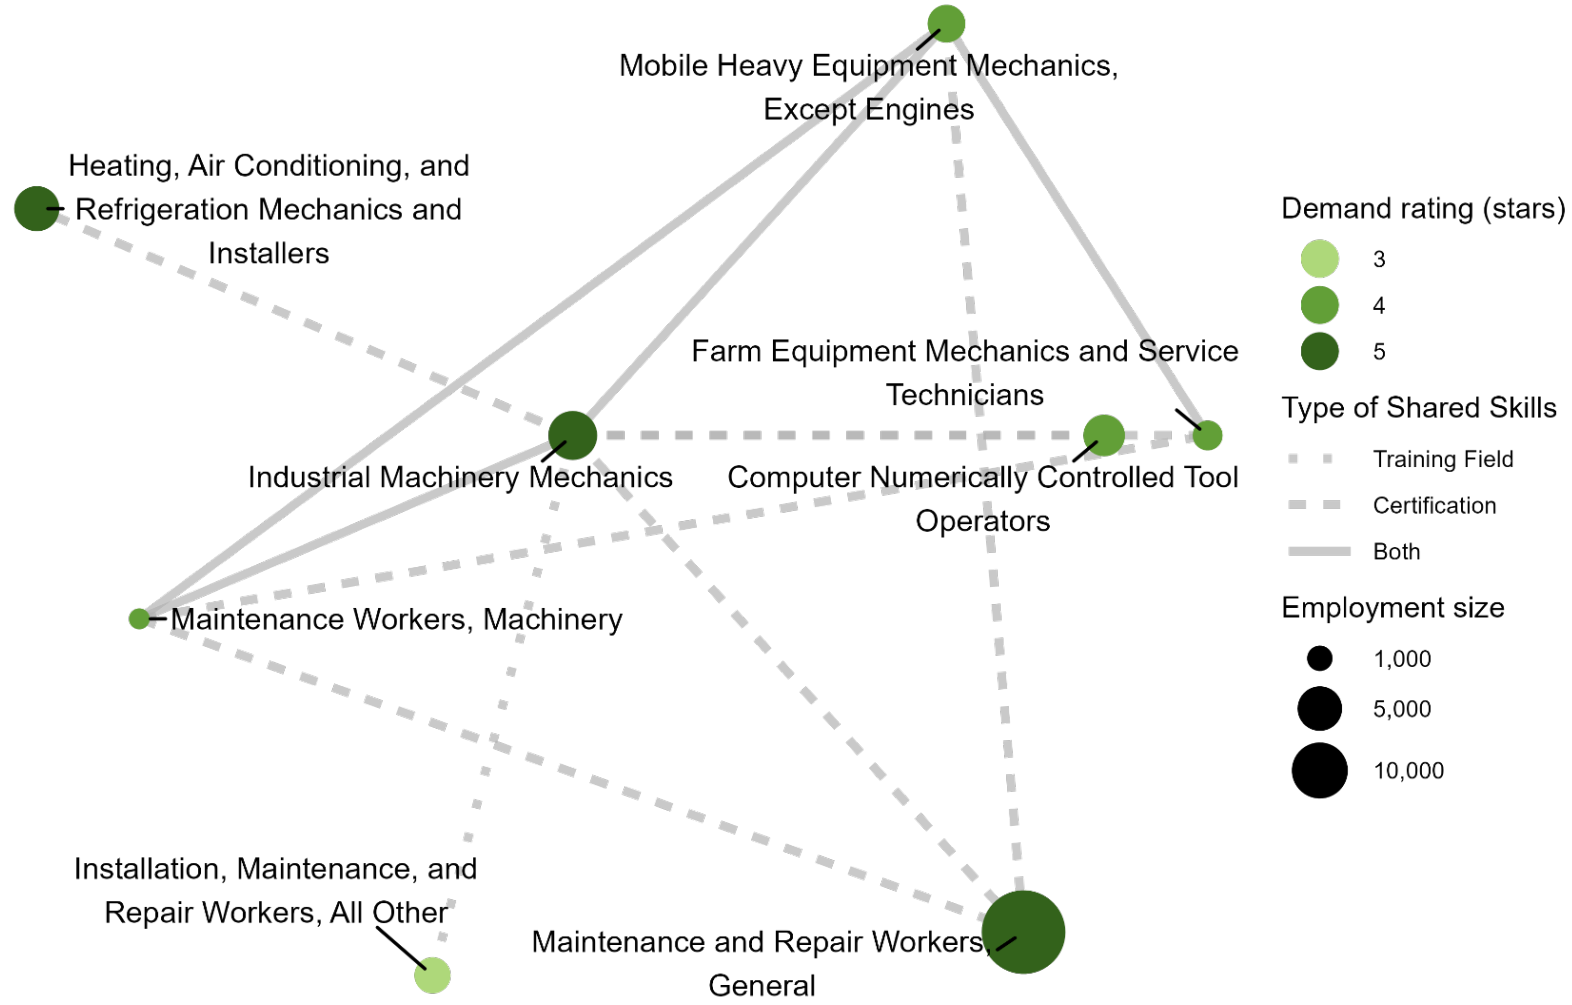 Mobile Heavy Equipment Mechanics,
Except Engines
Heating, Air Conditioning, and
Refrigeration Mechanics and
Installers
Farm Equipment Mechanics and Service
Technicians
Industrial Machinery Mechanics
Computer Numerically Controlled Tool
Operators
Maintenance Workers, Machinery
Installation, Maintenance, and
Repair Workers, All Other
Maintenance and Repair Workers,
General
Demand rating (stars)
3
4
5
Type of Shared Skills
Training Field
Certification
Both
Employment size
1,000
5,000
10,000